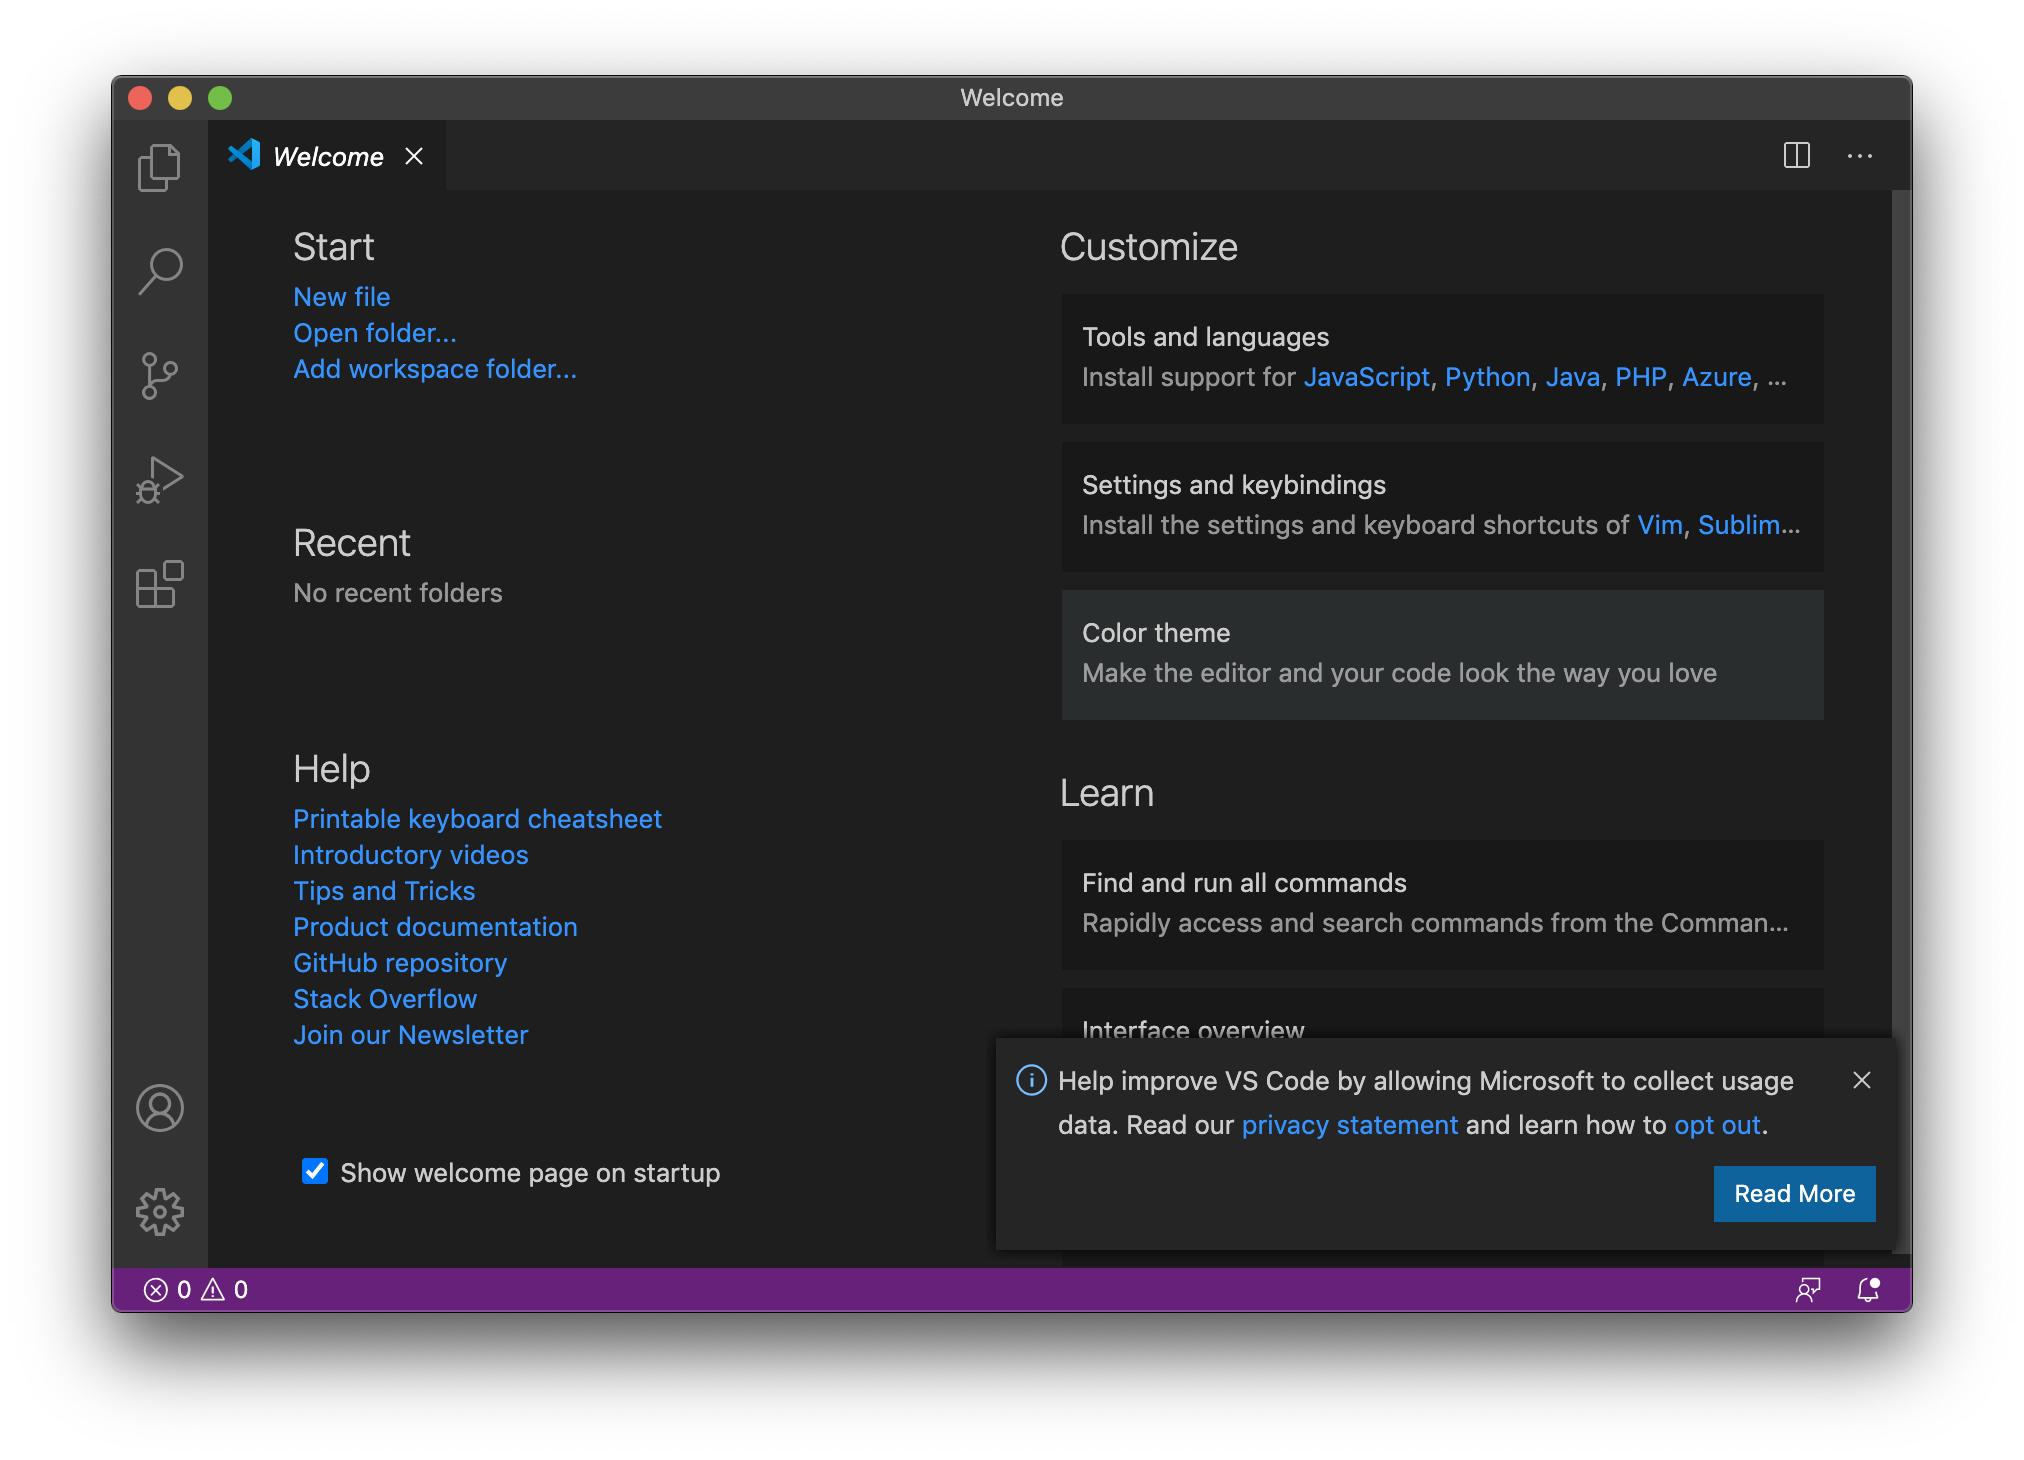 Welcome
Welcome
Start
New file
Open folder...
Add workspace folder...
Recent
No recent folders
Help
Printable keyboard cheatsheet
Introductory videos
Tips and Tricks
Product documentation
GitHub repository
Stack Overflow
Join our Newsletter
Show welcome page on startup
Customize
Tools and languages
Install support for JavaScript, Python, Java, PHP, Azure, ...
Settings and keybindings
Install the settings and keyboard shortcuts of Vim, Sublim...
Color theme
Make the editor and your code look the way you love
Learn
Find and run all commands
Rapidly access and search commands from the Comman...
Interface overview
Help improve VS Code by allowing Microsoft to collect usage
data. Read our privacy statement and learn how to opt out.
Read More
0 0